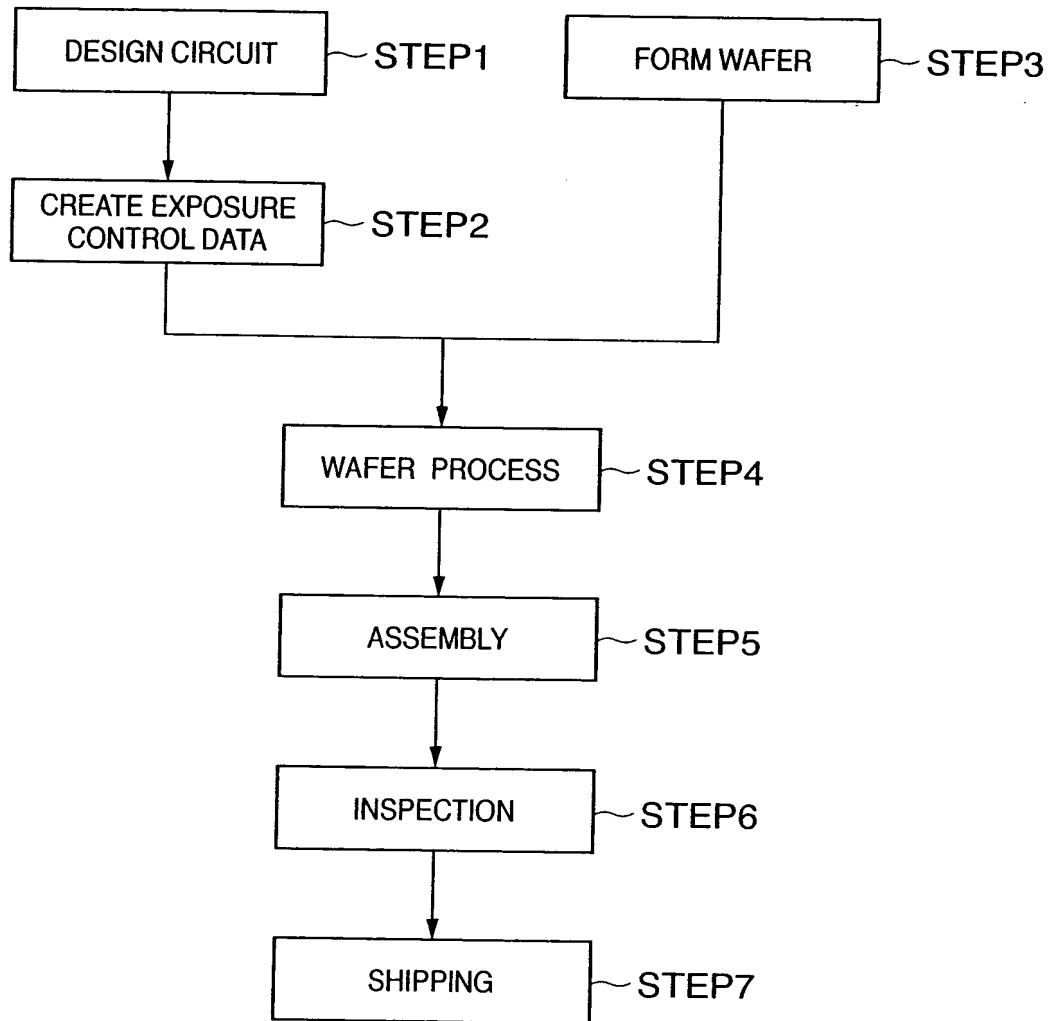 DESIGN CIRCUIT
STEP1
FORM WAFER
STEP3
CREATE EXPOSURE
CONTROL DATA
STEP2
WAFER PROCESS
STEP4
ASSEMBLY
STEP5
INSPECTION
STEP6
SHIPPING
STEP7